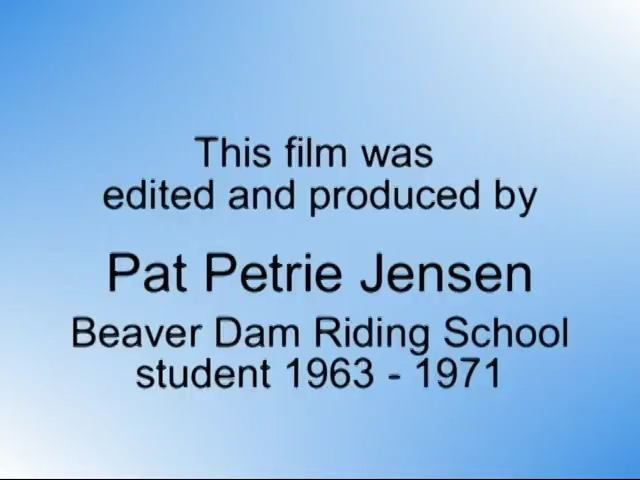 This film was
edited and produced by
Pat Petrie Jensen
Beaver Dam Riding School
student 1963 - 1971